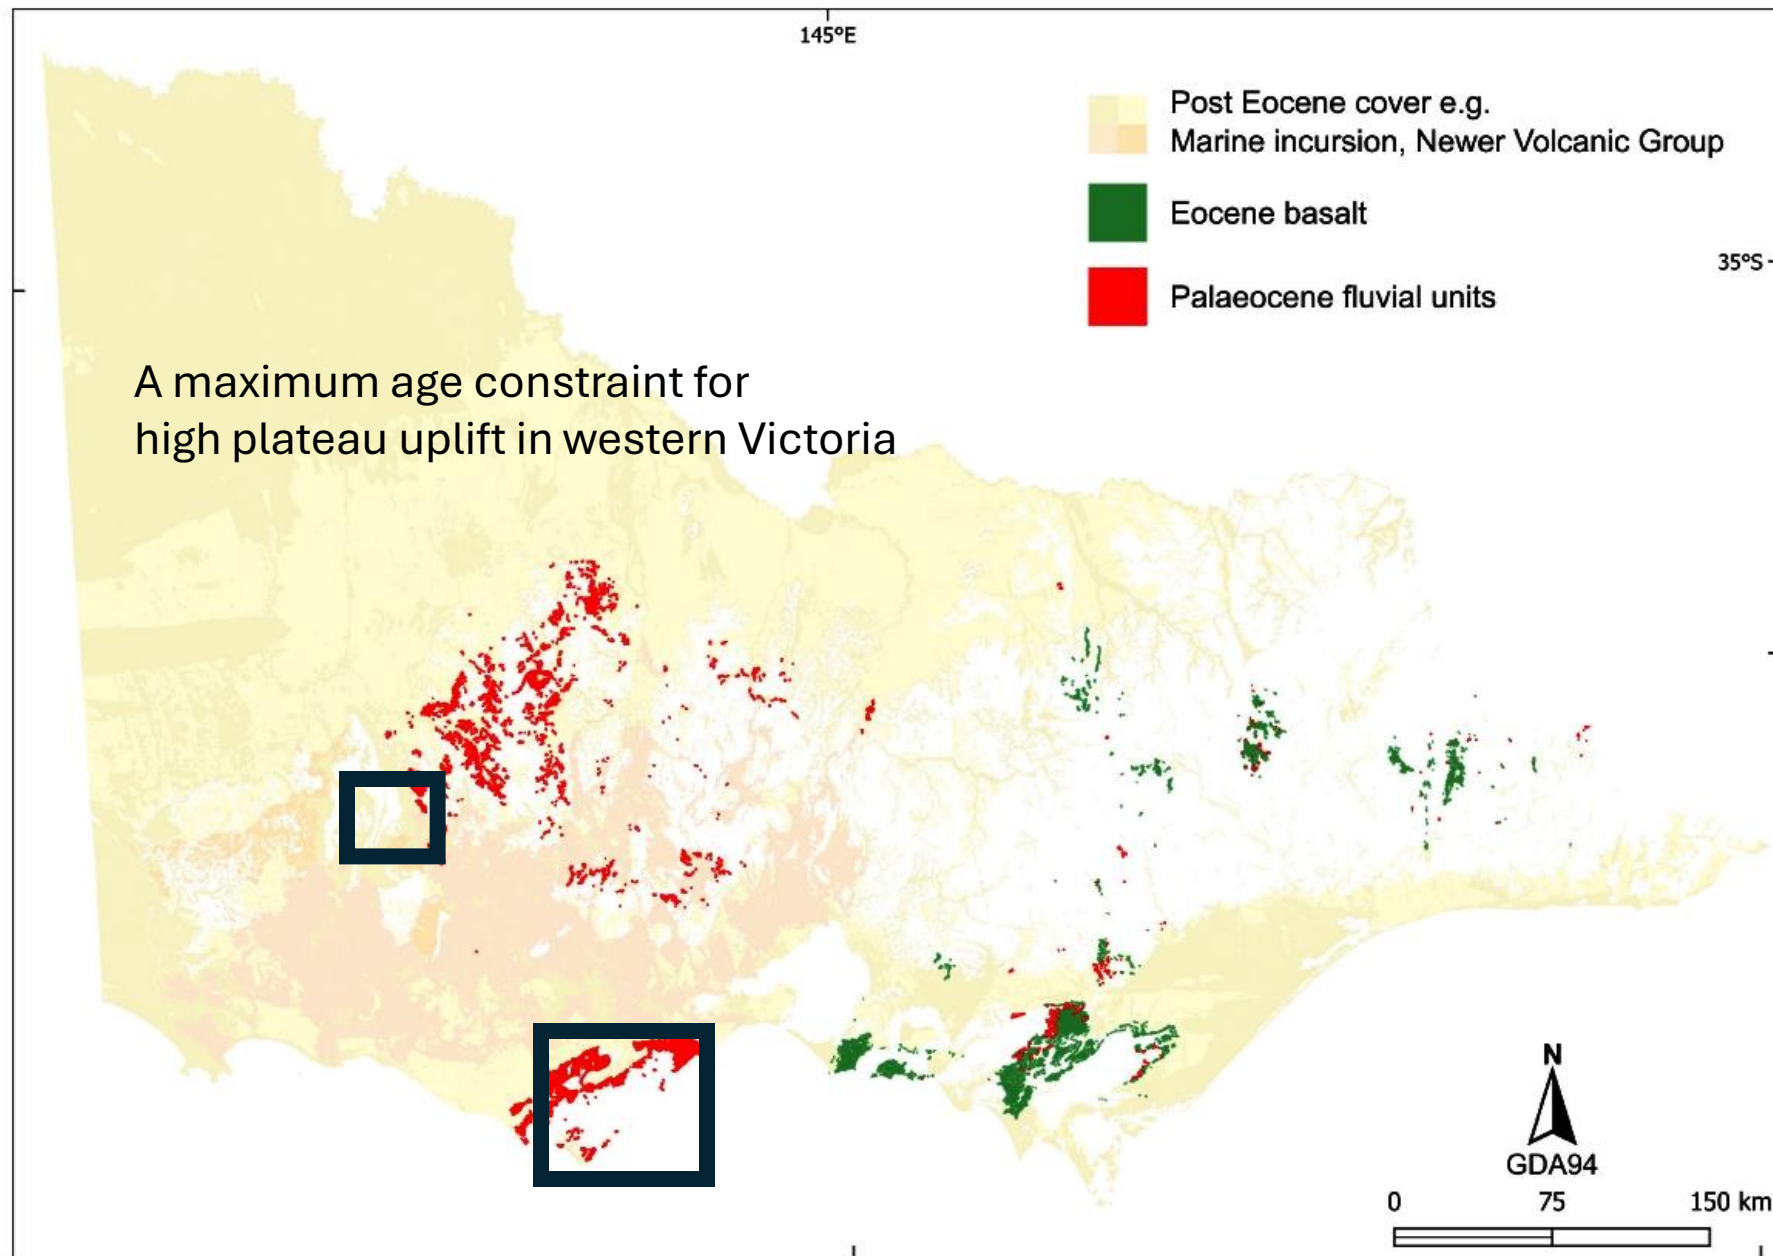 145°E
Post Eocene cover e.g.
Marine incursion, Newer Volcanic Group
Eocene basalt
35°S
Palaeocene fluvial units
A maximum age constraint for
high plateau uplift in western Victoria
N
GDA94
0 75 150 km